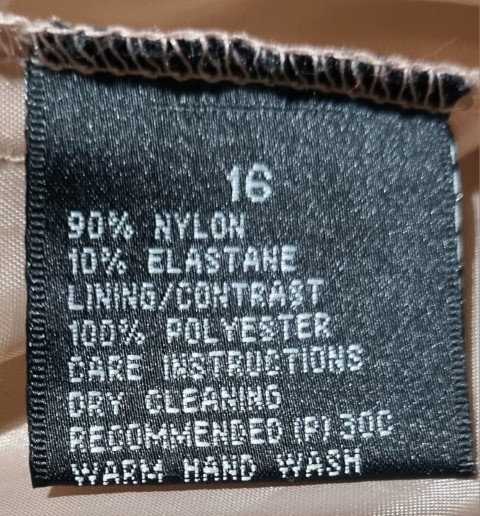 16
90% NYLON
10% ELASTANE
LINING/CONTRAST
100% POLYESTER
CARE INSTRUCTIONS
DRY CLEANING
RECOMMENDED (P) 30C
WARM HAND WASH